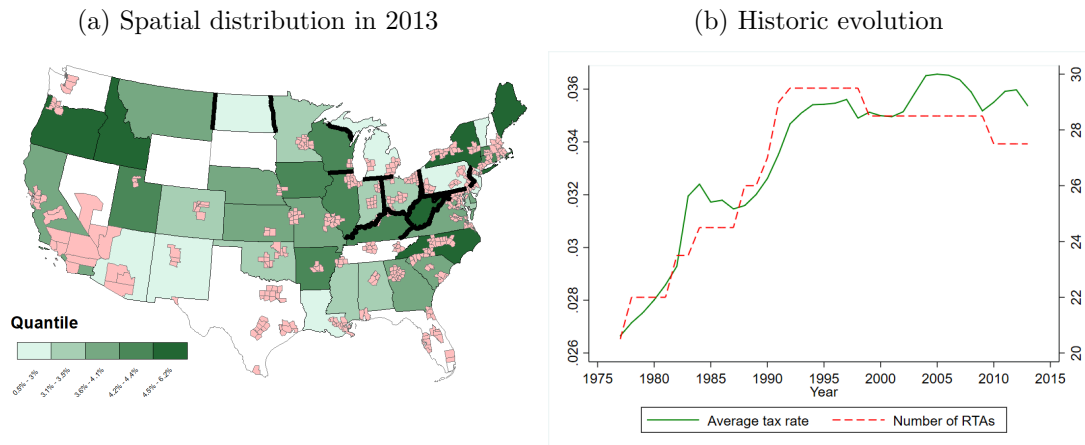 (a) Spatial distribution in 2013
Quantile
0.5% - 3%
3.1% - 3.5%
3.6% - 4.1%
4.2% - 4.4%
4.5% - 6.2%
(b) Historic evolution
.036
.034
.032
.03
.028
.026
30
28
26
24
22
20
1975 1980 1985 1990 1995 2000 2005 2010 2015
Year
Average tax rate Number of RTAs